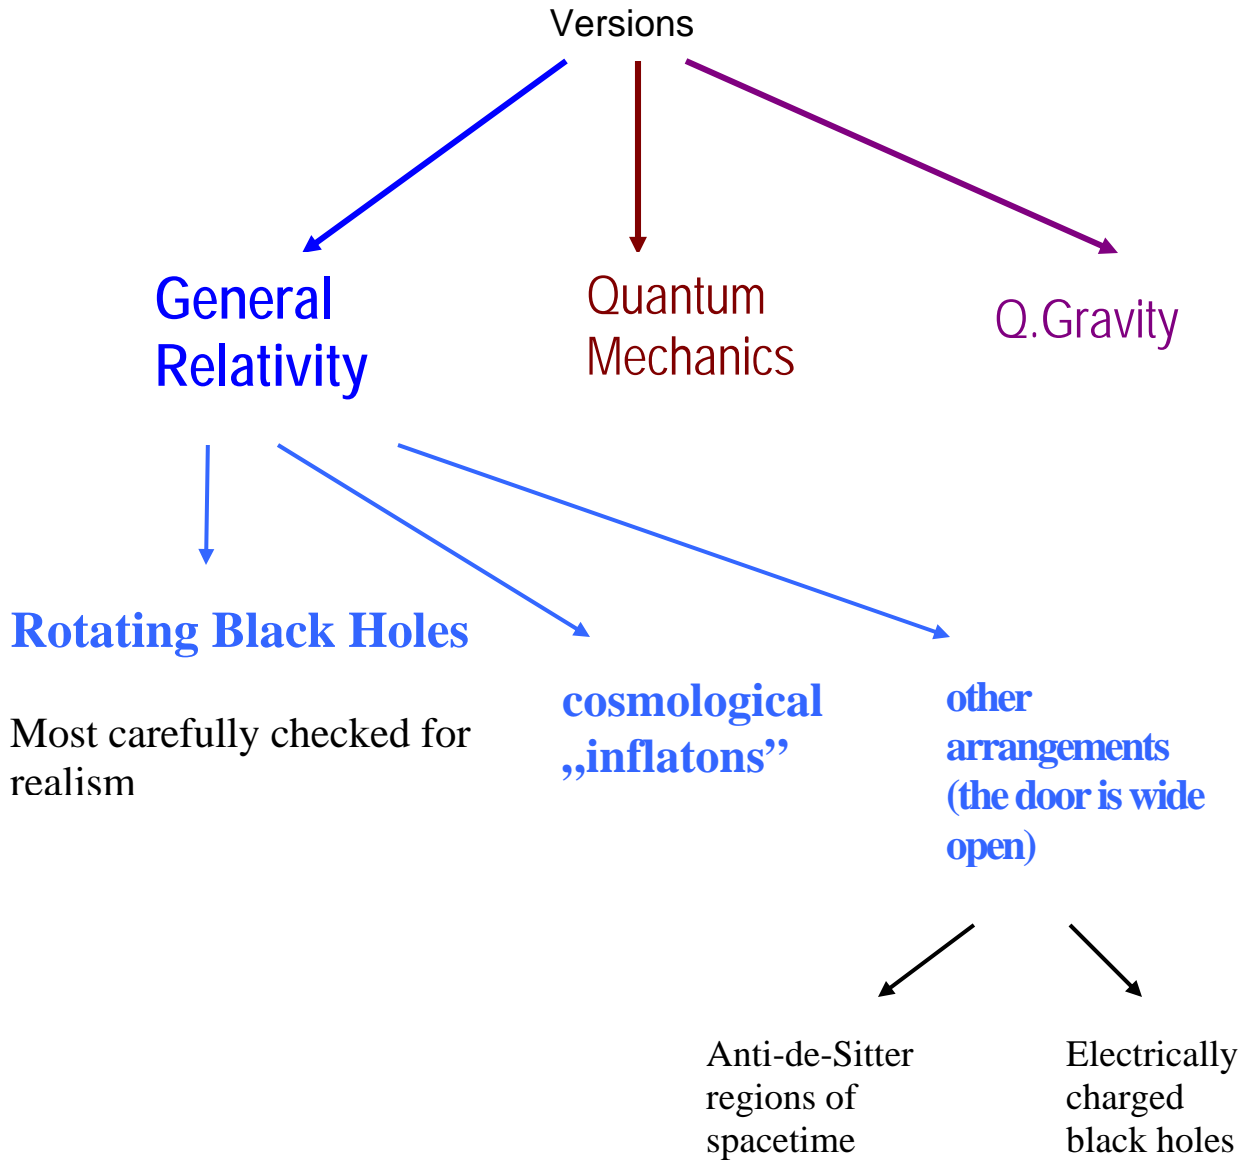 Versions
General
Relativity
Quantum
Mechanics
Q.Gravity
Rotating Black Holes
Most carefully checked for
realism
cosmological
„inflatons”
other
arrangements
(the door is wide
open)
Anti-de-Sitter
regions of
spacetime
Electrically
charged
black holes